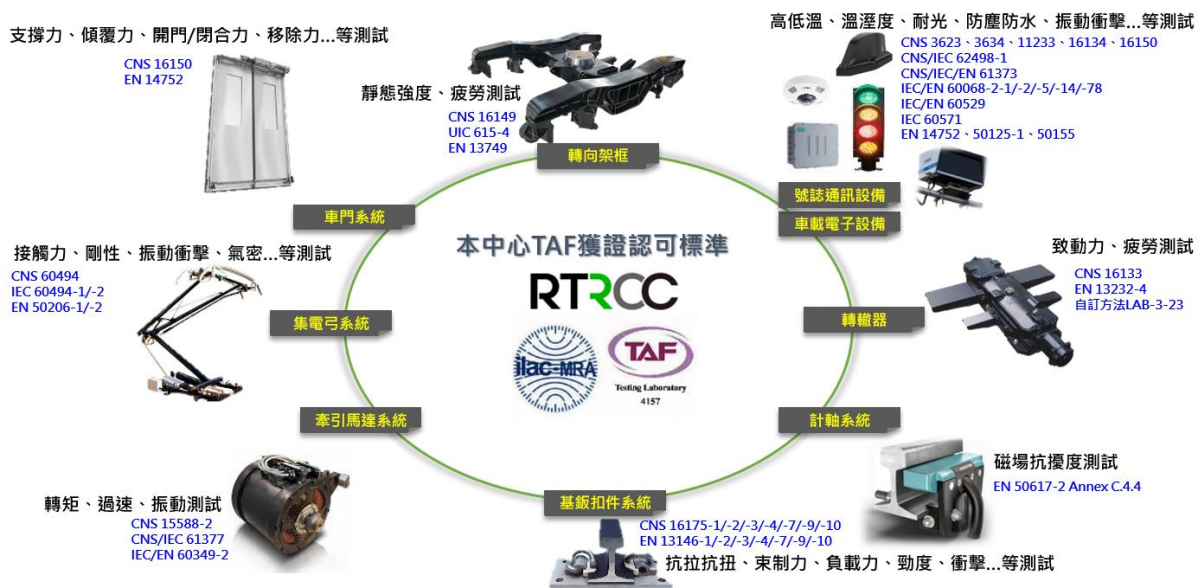 支撐力、傾覆力、開門/閉合力、移除力...等測試
CNS 16150
EN 14752
靜態強度、疲勞測試
CNS 16149
UIC 615-4
EN 13749
轉向架框
高低溫、溫溼度、耐光、防塵防水、振動衝擊...等測試
CNS 3623、3634、11233、16134、16150
CNS/IEC 62498-1
CNS/IEC/EN 61373
IEC/EN 60068-2-1/-2/-5/-14/-78
IEC/EN 60529
IEC 60571
EN 14752、50125-1、50155
號誌通訊設備
車載電子設備
車門系統
本中心TAF獲證認可標準
RTRCC
ilac-MRA
TAF
Testing Laboratory
4157
接觸力、剛性、振動衝擊、氣密...等測試
CNS 60494
IEC 60494-1/-2
EN 50206-1/-2
集電弓系統
致動力、疲勞測試
CNS 16133
EN 13232-4
自訂方法LAB-3-23
轉轍器
牽引馬達系統
轉矩、過速、振動測試
CNS 15588-2
CNS/IEC 61377
IEC/EN 60349-2
計軸系統
磁場抗擾度測試
EN 50617-2 Annex C.4.4
基鈑扣件系統
CNS 16175-1/-2/-3/-4/-7/-9/-10
EN 13146-1/-2/-3/-4/-7/-9/-10
抗拉抗扭、束制力、負載力、勁度、衝擊...等測試